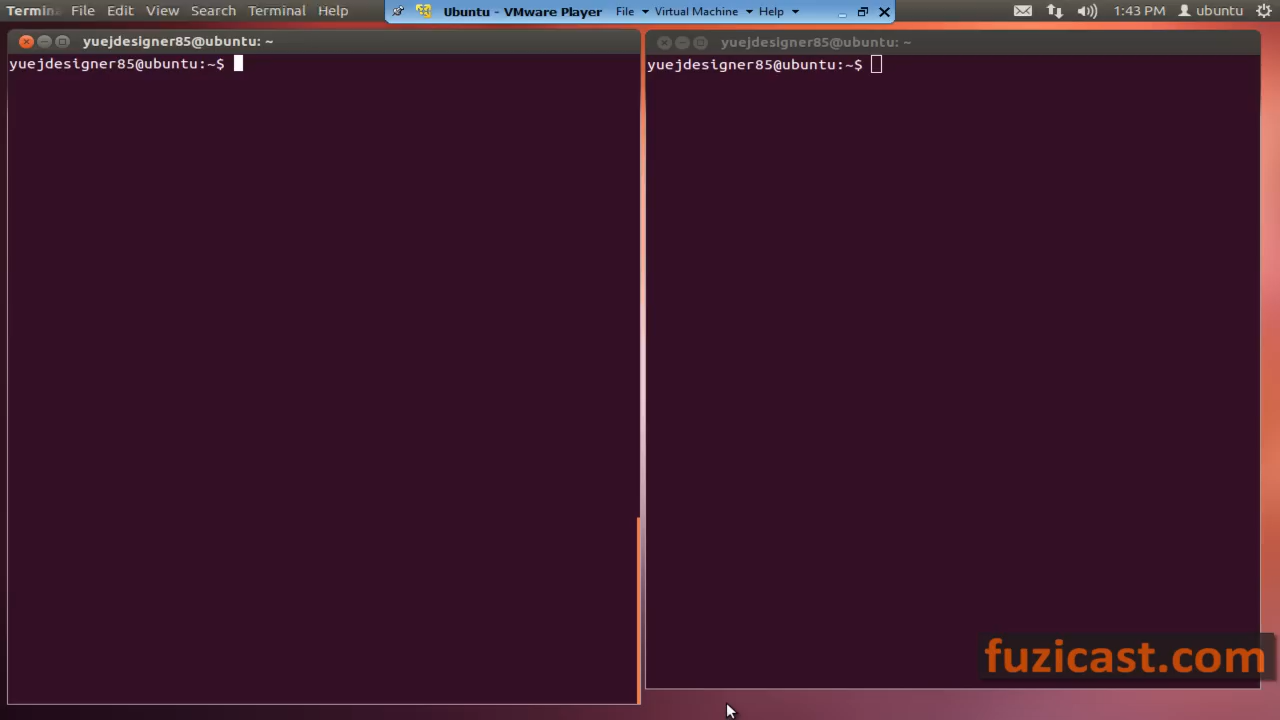 Termin File Edit View Search Terminal Help
Ubuntu - VMware Player File Virtual Machine Help
1:43 PM ubuntu
yuejdesigner85@ubuntu: ~
yuejdesigner85@ubuntu:~$
yuejdesigner85@ubuntu: ~
yuejdesigner85@ubuntu:~$
fuzicast.com